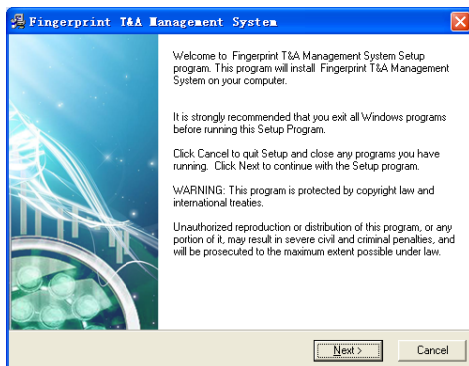 Fingerprint T&A Management System
Welcome to Fingerprint T&A Management System Setup
program. This program will install Fingerprint T&A Management
System on your computer.
It is strongly recommended that you exit all Windows programs
before running this Setup Program.
Click Cancel to quit Setup and close any programs you have
running. Click Next to continue with the Setup program.
WARNING: This program is protected by copyright law and
international treaties.
Unauthorized reproduction or distribution of this program, or any
portion of it, may result in severe civil and criminal penalties, and
will be prosecuted to the maximum extent possible under law.
Next > Cancel